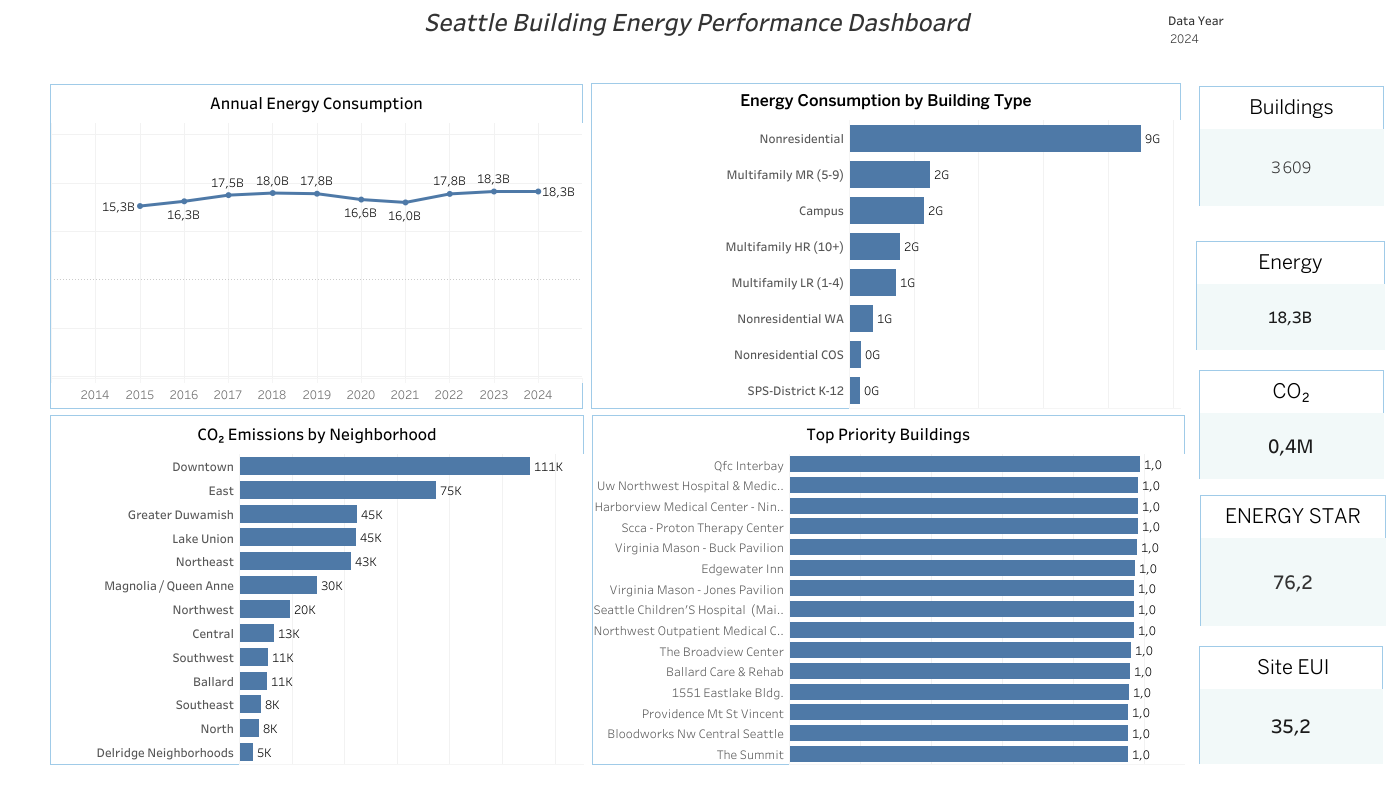 Seattle Building Energy Performance Dashboard
Data Year
2024
Annual Energy Consumption
15,3B
16,3B
17,5B
18,0B
17,8B
16,6B
16,0B
17,8B
18,3B
18,3B
2014 2015 2016 2017 2018 2019 2020 2021 2022 2023 2024
Energy Consumption by Building Type
Nonresidential 9G
Multifamily MR (5-9) 2G
Campus 2G
Multifamily HR (10+) 2G
Multifamily LR (1-4) 1G
Nonresidential WA 1G
Nonresidential COS 0G
SPS-District K-12 0G
Buildings
3 609
Energy
18,3B
CO₂
0,4M
ENERGY STAR
76,2
Site EUI
35,2
CO₂ Emissions by Neighborhood
Downtown 111K
East 75K
Greater Duwamish 45K
Lake Union 45K
Northeast 43K
Magnolia / Queen Anne 30K
Northwest 20K
Central 13K
Southwest 11K
Ballard 11K
Southeast 8K
North 8K
Delridge Neighborhoods 5K
Top Priority Buildings
Qfc Interbay 1,0
Uw Northwest Hospital & Medic.. 1,0
Harborview Medical Center - Nin.. 1,0
Scca - Proton Therapy Center 1,0
Virginia Mason - Buck Pavilion 1,0
Edgewater Inn 1,0
Virginia Mason - Jones Pavilion 1,0
Seattle Children'S Hospital (Mai.. 1,0
Northwest Outpatient Medical C.. 1,0
The Broadview Center 1,0
Ballard Care & Rehab 1,0
1551 Eastlake Bldg. 1,0
Providence Mt St Vincent 1,0
Bloodworks Nw Central Seattle 1,0
The Summit 1,0